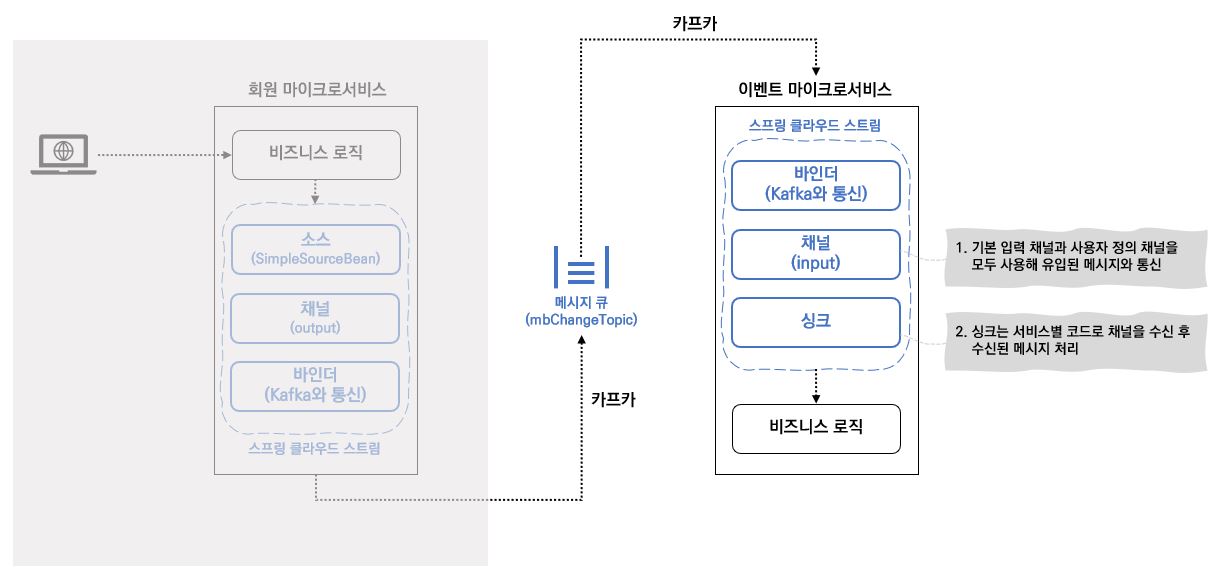 카프카
회원 마이크로서비스
비즈니스 로직
소스
(SimpleSourceBean)
채널
(output)
바인더
(Kafka와 통신)
스프링 클라우드 스트림
메시지 큐
(mbChangeTopic)
카프카
이벤트 마이크로서비스
스프링 클라우드 스트림
바인더
(Kafka와 통신)
채널
(input)
싱크
비즈니스 로직
1. 기본 입력 채널과 사용자 정의 채널을
모두 사용해 유입된 메시지와 통신
2. 싱크는 서비스별 코드로 채널을 수신 후
수신된 메시지 처리